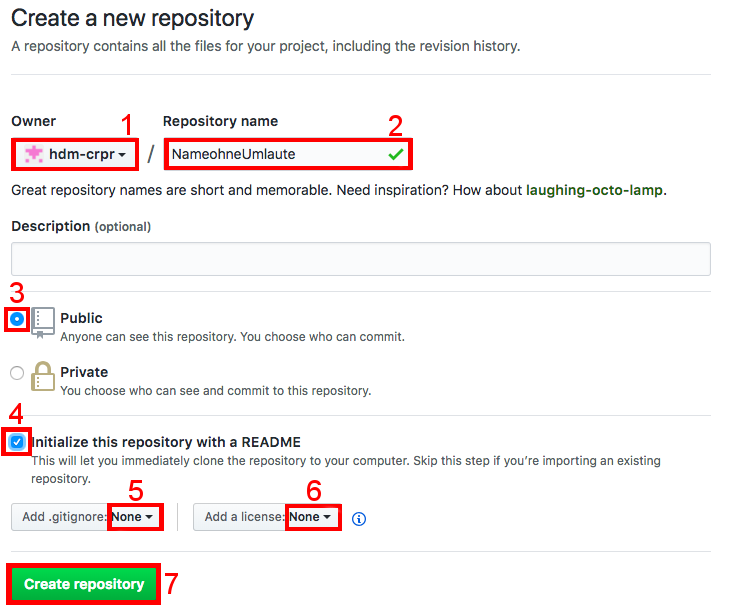 Create a new repository
A repository contains all the files for your project, including the revision history.
Owner 1 Repository name 2
hdm-crpr / NameohneUmlaute
Great repository names are short and memorable. Need inspiration? How about laughing-octo-lamp.
Description (optional)
3
Public
Anyone can see this repository. You choose who can commit.
Private
You choose who can see and commit to this repository.
4
Initialize this repository with a README
This will let you immediately clone the repository to your computer. Skip this step if you’re importing an existing
repository.
5 6
Add .gitignore: None Add a license: None
Create repository 7